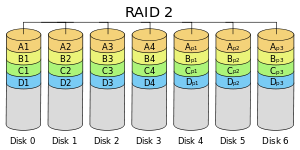 RAID 2
A1 A2 A3 A4 Ap1 Ap2 Ap3
B1 B2 B3 B4 Bp1 Bp2 Bp3
C1 C2 C3 C4 Cp1 Cp2 Cp3
D1 D2 D3 D4 Dp1 Dp2 Dp3
Disk 0 Disk 1 Disk 2 Disk 3 Disk 4 Disk 5 Disk 6